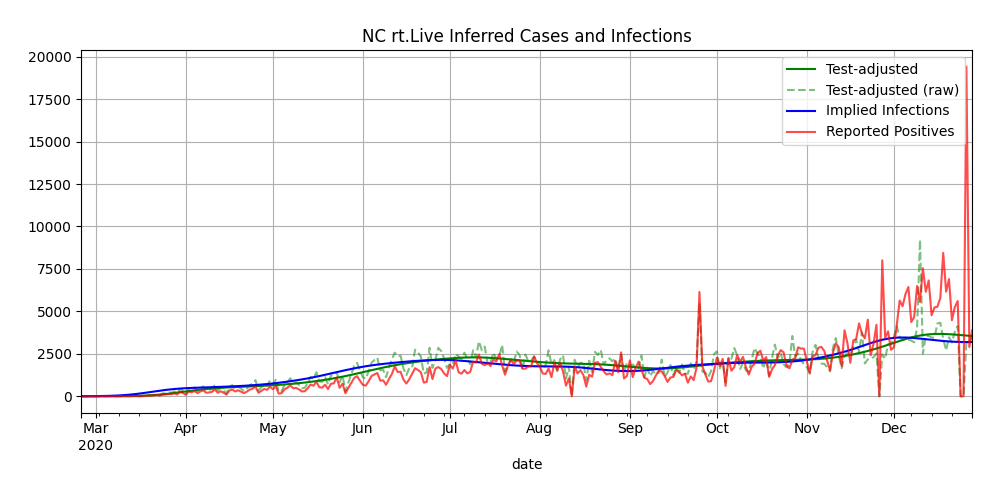 NC rt.Live Inferred Cases and Infections
20000
17500
15000
12500
10000
7500
5000
2500
0
Test-adjusted
Test-adjusted (raw)
Implied Infections
Reported Positives
Mar Apr May Jun Jul Aug Sep Oct Nov Dec
2020
date